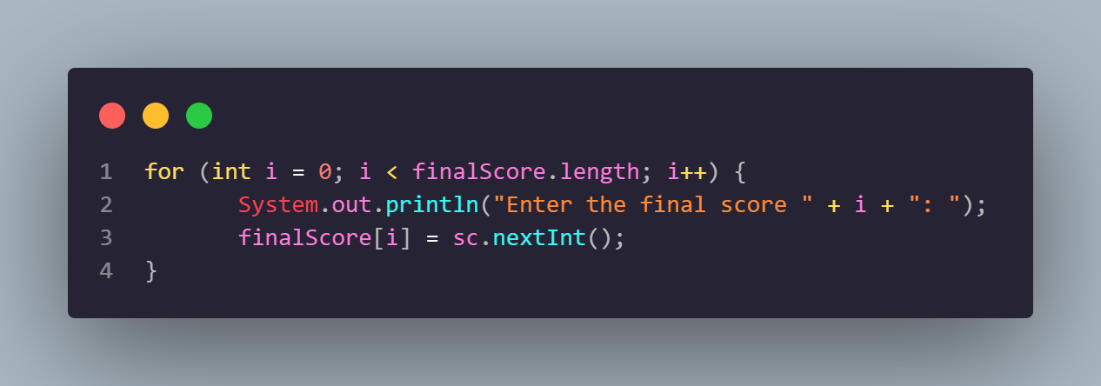 1 for (int i = 0; i < finalScore.length; i++) {
2 System.out.println("Enter the final score " + i + ": ");
3 finalScore[i] = sc.nextInt();
4 }